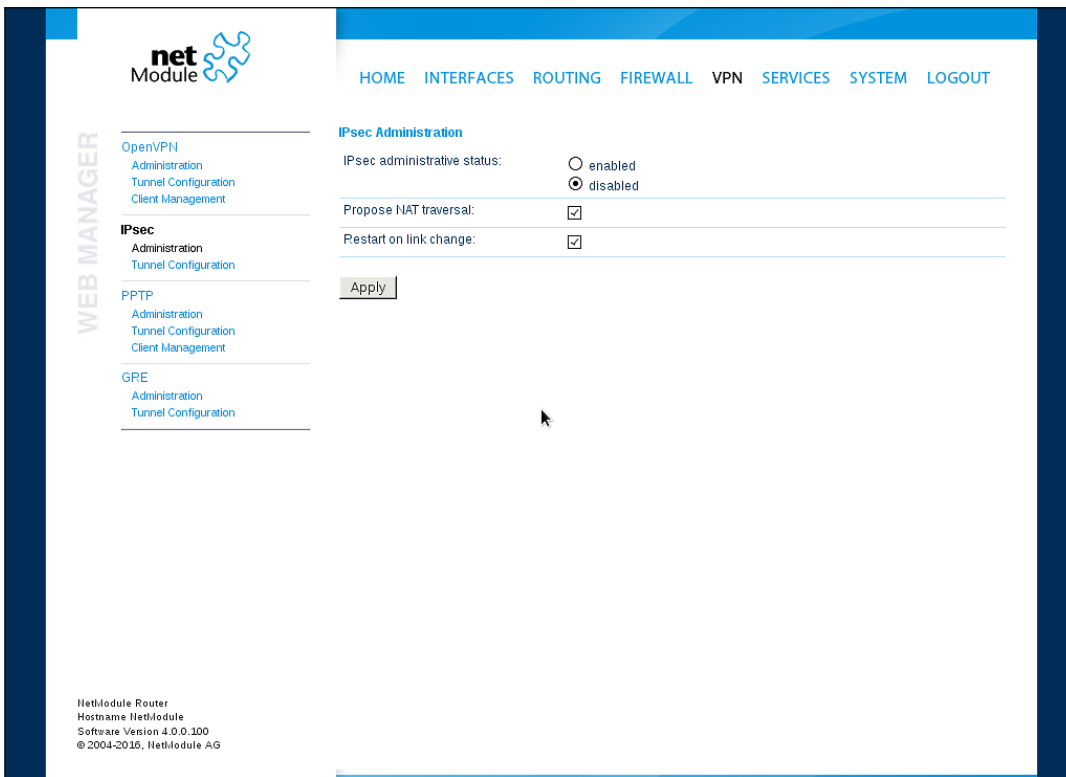 net
Module
HOME INTERFACES ROUTING FIREWALL VPN SERVICES SYSTEM LOGOUT
WEB MANAGER
OpenVPN
Administration
Tunnel Configuration
Client Management
IPsec
Administration
Tunnel Configuration
PPTP
Administration
Tunnel Configuration
Client Management
GRE
Administration
Tunnel Configuration
IPsec Administration
IPsec administrative status:
enabled
disabled
Propose NAT traversal:
Restart on link change:
Apply
NetModule Router
Hostname NetModule
Software Version 4.0.0.100
© 2004-2016, NetModule AG